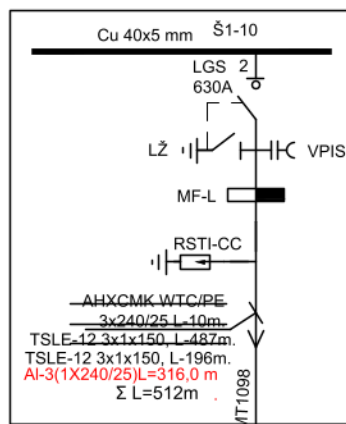 Cu 40x5 mm Š1-10
LGS 2
630A
LŽ
VPIS
MF-L
RSTI-CC
AHXCMK WTC/PE
3x240/25 L-10m.
TSLE-12 3x1x150, L-487m.
TSLE-12 3x1x150, L-196m.
Al-3(1X240/25)L=316,0 m
Σ L=512m .
MT1098